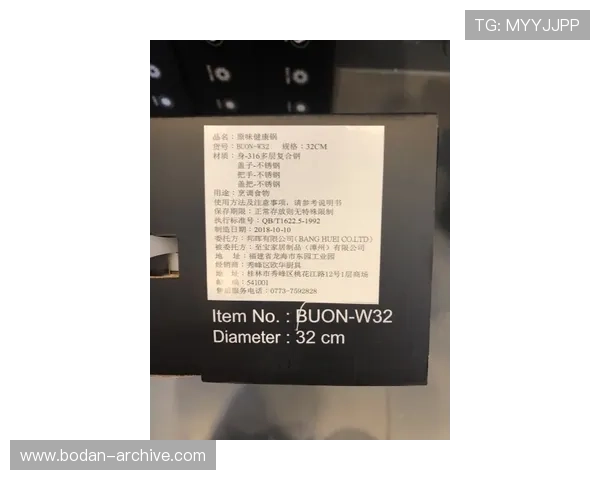 TG: MYYJJPP
品名：原味健康锅
货号：BUON-W32 规格：32CM
材质：身-316多层复合钢
盖子-不锈钢
把手-不锈钢
盖把-不锈钢
用途：烹调食物
使用方法及注意事项，请参考说明书
保存期限：正常存放则无特殊限制
执行标准号：QB/T1622.5-1992
制造日期：2018-10-10
委托方：邦晖有限公司(BANG HUEI CO.LTD)
被委托方：至宝家居制品（漳州）有限公司
地 址：福建省龙海市东园工业园
经销商：秀峰区欧华厨具
地 址：桂林市秀峰区桃花江路12号1层商场
邮 编：541001
售后服务电话：0773-7592828
Item No. : BUON-W32
Diameter : 32 cm
www.bodan-archive.com